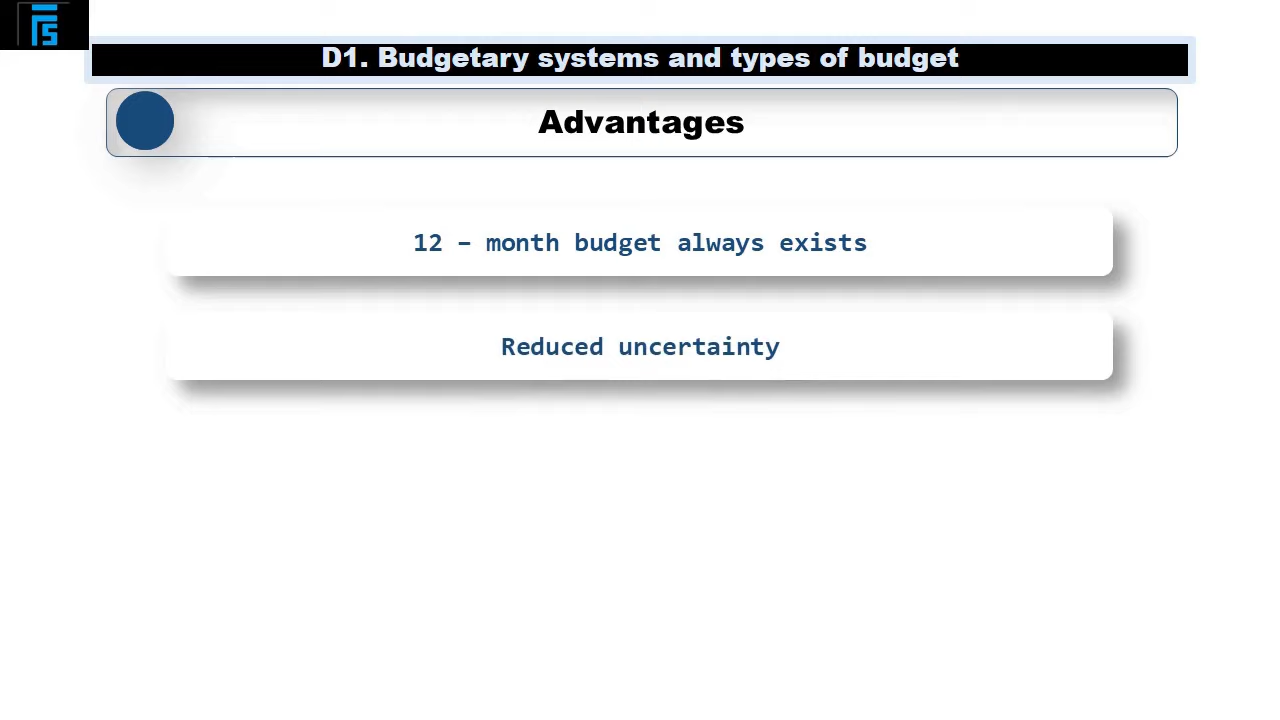 D1. Budgetary systems and types of budget
Advantages
12 – month budget always exists
Reduced uncertainty